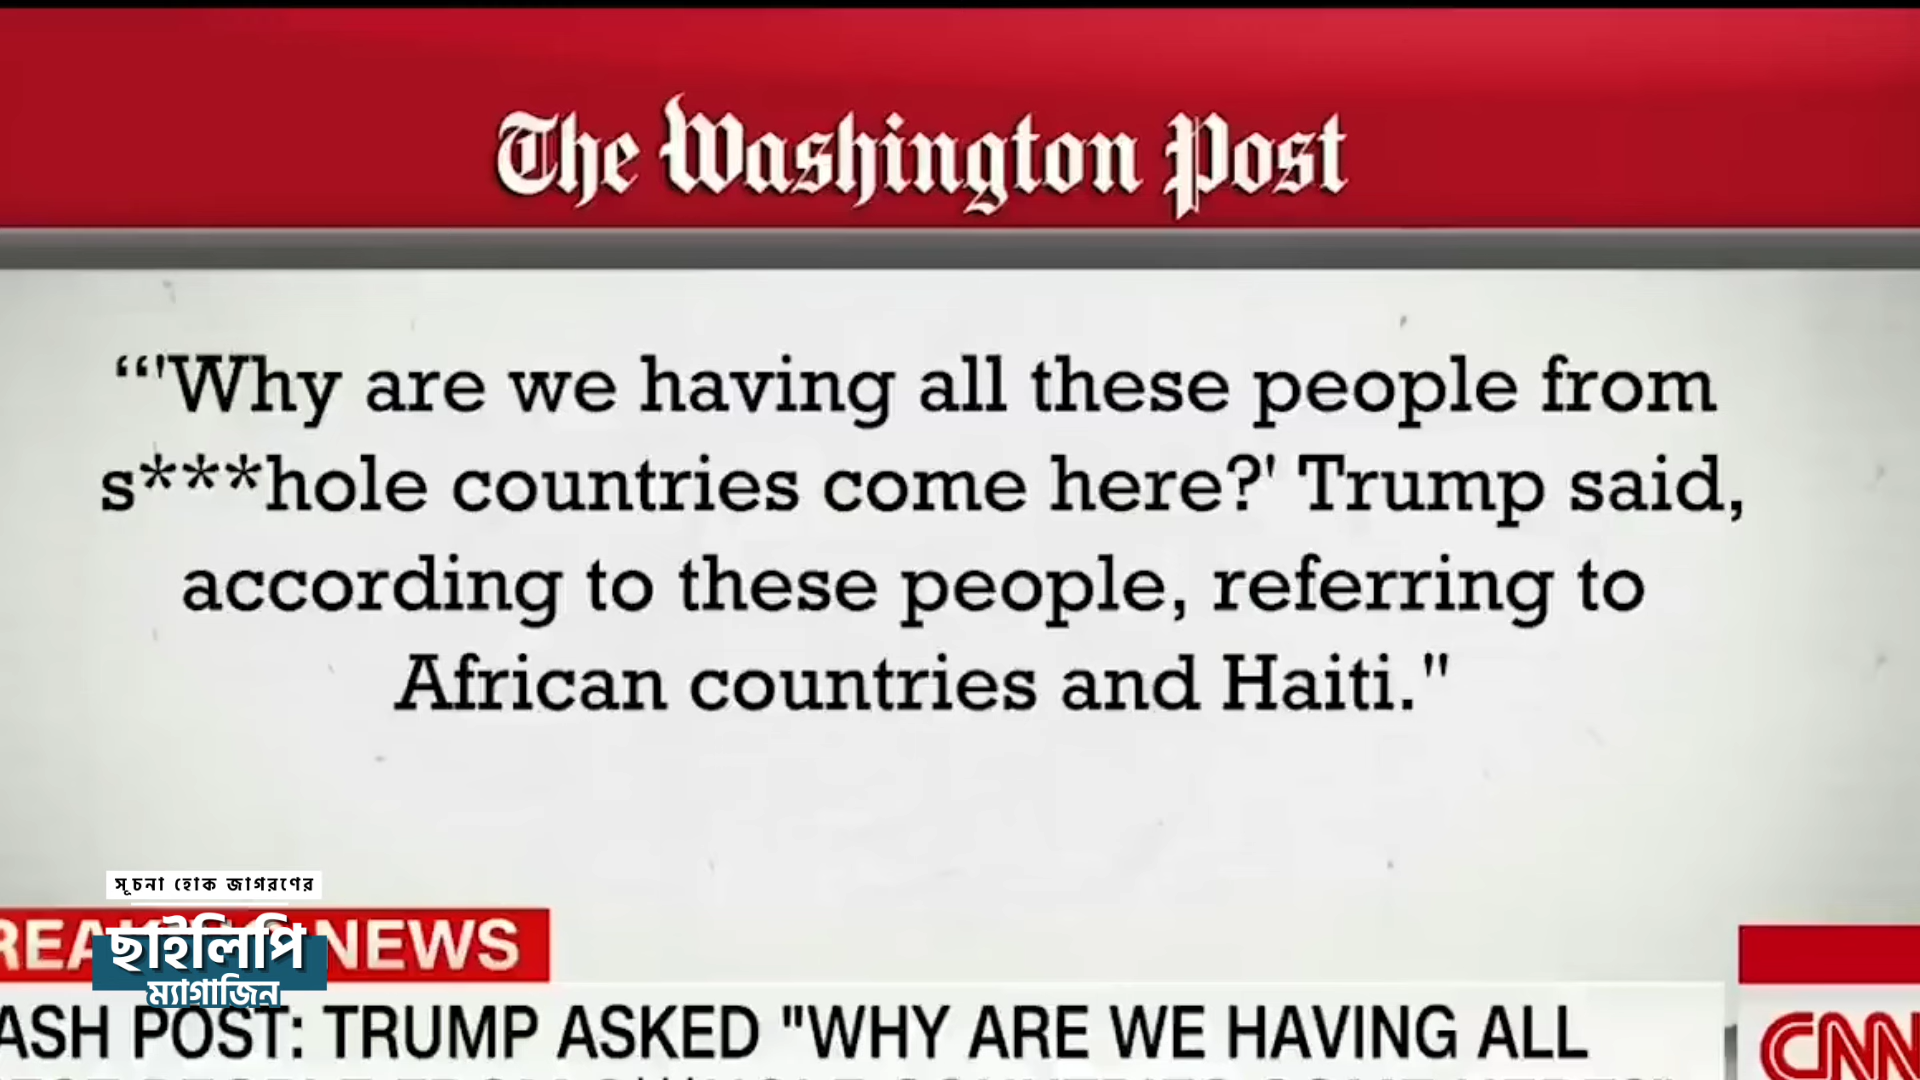 The Washington Post
“‘'Why are we having all these people from
s***hole countries come here?' Trump said,
according to these people, referring to
African countries and Haiti."
সূচনা হোক জাগরণের
NEWS
ছাইলিপি
ম্যাগাজিন
ASH POST: TRUMP ASKED "WHY ARE WE HAVING ALL
CNN